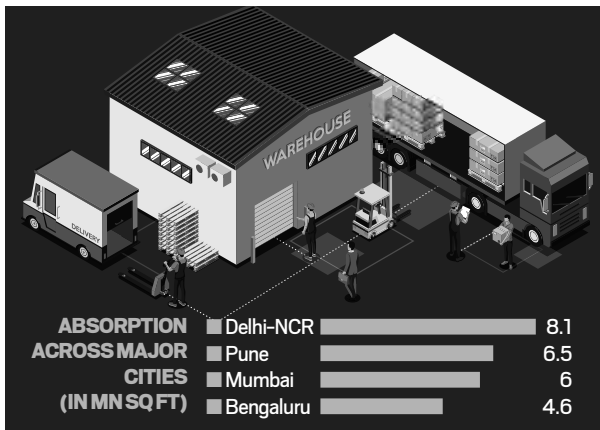 WAREHOUSE
DELIVERY
ABSORPTION
ACROSS MAJOR
CITIES
(IN MN SQ FT)
Delhi-NCR 8.1
Pune 6.5
Mumbai 6
Bengaluru 4.6